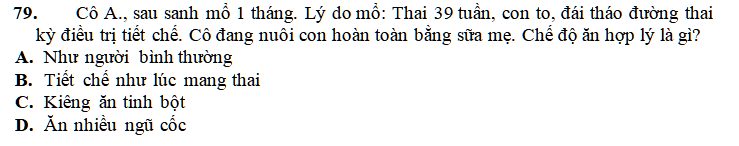 79. Cô A., sau sanh mổ 1 tháng. Lý do mổ: Thai 39 tuần, con to, đái tháo đường thai
kỳ điều trị tiết chế. Cô đang nuôi con hoàn toàn bằng sữa mẹ. Chế độ ăn hợp lý là gì?
A. Như người bình thường
B. Tiết chế như lúc mang thai
C. Kiêng ăn tinh bột
D. Ăn nhiều ngũ cốc